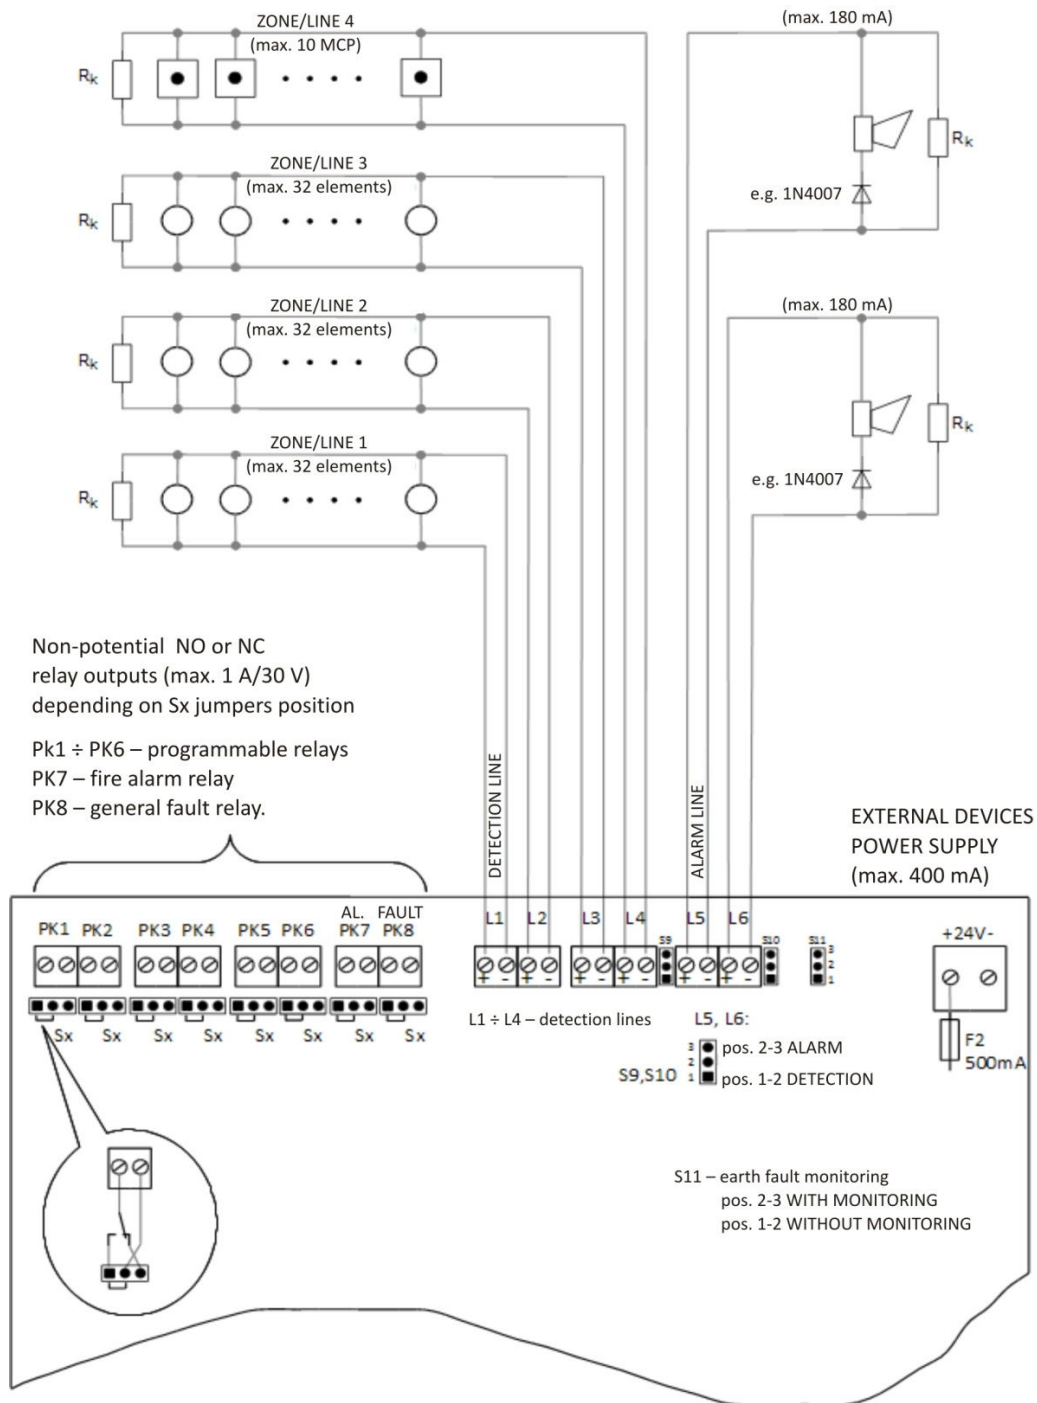 ZONE/LINE 4
(max. 10 MCP)
Rk
ZONE/LINE 3
(max. 32 elements)
Rk
ZONE/LINE 2
(max. 32 elements)
Rk
ZONE/LINE 1
(max. 32 elements)
Rk
(max. 180 mA)
Rk
e.g. 1N4007
(max. 180 mA)
Rk
e.g. 1N4007
Non-potential NO or NC
relay outputs (max. 1 A/30 V)
depending on Sx jumpers position
Pk1 ÷ PK6 – programmable relays
PK7 – fire alarm relay
PK8 – general fault relay.
DETECTION LINE
ALARM LINE
EXTERNAL DEVICES
POWER SUPPLY
(max. 400 mA)
AL. FAULT
PK1 PK2 PK3 PK4 PK5 PK6 PK7 PK8
L1 L2 L3 L4 L5 L6
S9 S10 S11
3
2
1
+ - + - + - + - + - + -
+24V-
F2
500mA
Sx Sx Sx Sx Sx Sx Sx Sx
L1 ÷ L4 – detection lines
L5, L6:
3 pos. 2-3 ALARM
2
S9,S10 1 pos. 1-2 DETECTION
S11 – earth fault monitoring
pos. 2-3 WITH MONITORING
pos. 1-2 WITHOUT MONITORING